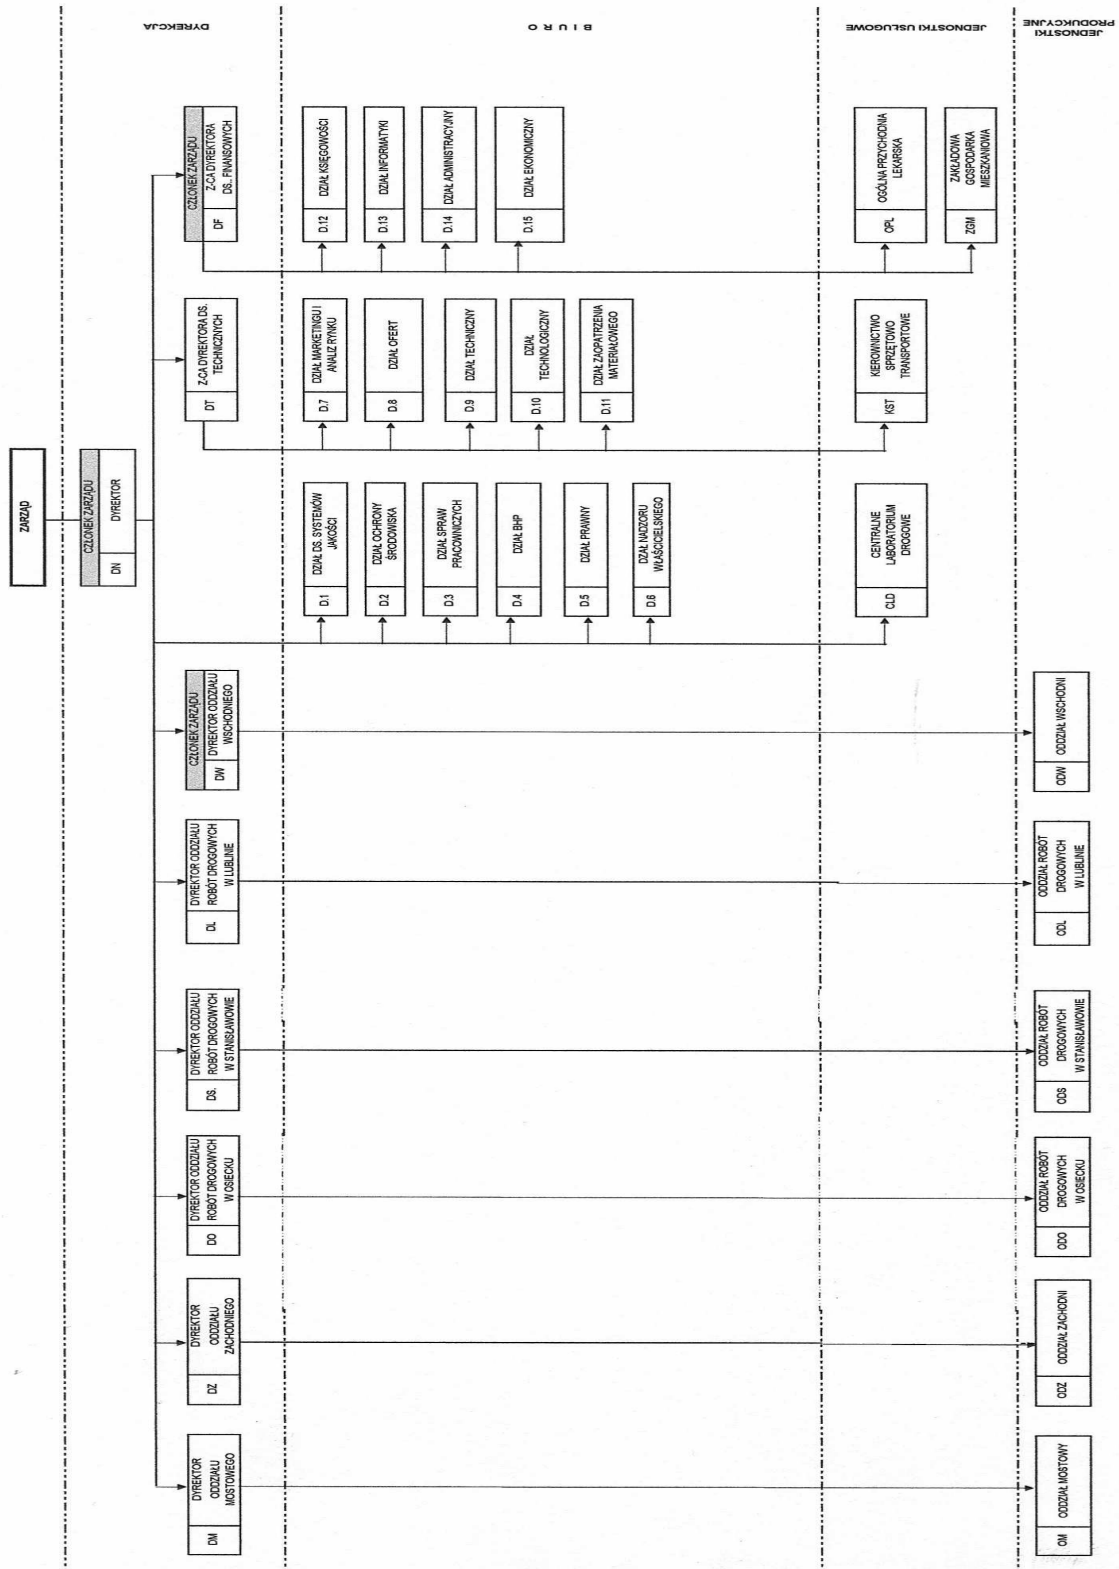 ZARZĄD
CZŁONEK ZARZĄDU
DN
DYREKTOR
DYREKCJA
DM
DYREKTOR
ODDZIAŁU
MOSTOWEGO
DZ
DYREKTOR
ODDZIAŁU
ZACHODNIEGO
DO
DYREKTOR ODDZIAŁU
ROBÓT DROGOWYCH
W OSIECKU
DS.
DYREKTOR ODDZIAŁU
ROBÓT DROGOWYCH
W STANISŁAWOWIE
DL
DYREKTOR ODDZIAŁU
ROBÓT DROGOWYCH
W LUBLINIE
CZŁONEK ZARZĄDU
DW
DYREKTOR ODDZIAŁU
WSCHODNIEGO
DT
Z-CA DYREKTORA DS.
TECHNICZNYCH
CZŁONEK ZARZĄDU
DF
Z-CA DYREKTORA
DS.. FINANSOWYCH
BIURO
D.1
DZIAŁ DS. SYSTEMÓW
JAKOŚCI
D.2
DZIAŁ OCHRONY
ŚRODOWISKA
D.3
DZIAŁ SPRAW
PRACOWNICZYCH
D.4
DZIAŁ BHP
D.5
DZIAŁ PRAWNY
D.6
DZAŁ NADZORU
WŁAŚCICIELSKIEGO
D.7
DZIAŁ MARKETINGU I
ANALIZ RYNKU
D.8
DZIAŁ OFERT
D.9
DZIAŁ TECHNICZNY
D.10
DZIAŁ
TECHNOLOGICZNY
D.11
DZIAŁ ZAOPATRZENIA
MATERIAŁOWEGO
D.12
DZIAŁ KSIĘGOWOŚCI
D.13
DZIAŁ INFORMATYKI
D.14
DZIAŁ ADMINISTRACYJNY
D.15
DZIAŁ EKONOMICZNY
JEDNOSTKI USŁUGOWE
CLD
CENTRALNE
LABORATORIUM
DROGOWE
KST
KIEROWNICTWO
SPRZĘTOWO
TRANSPORTOWE
OPL
OGÓLNA PRZYCHODNIA
LEKARSKA
ZGM
ZAKŁADOWA
GOSPODARKA
MIESZKANIOWA
JEDNOSTKI
PRODUKCYJNE
OM
ODDZIAŁ MOSTOWY
ODZ
ODDZIAŁ ZACHODNI
ODO
ODDZIAŁ ROBÓT
DROGOWYCH
W OSIECKU
ODS
ODDZIAŁ ROBÓT
DROGOWYCH
W STANISŁAWOWIE
ODL
ODDZIAŁ ROBÓT
DROGOWYCH
W LUBLINIE
ODW
ODDZIAŁ WSCHODNI